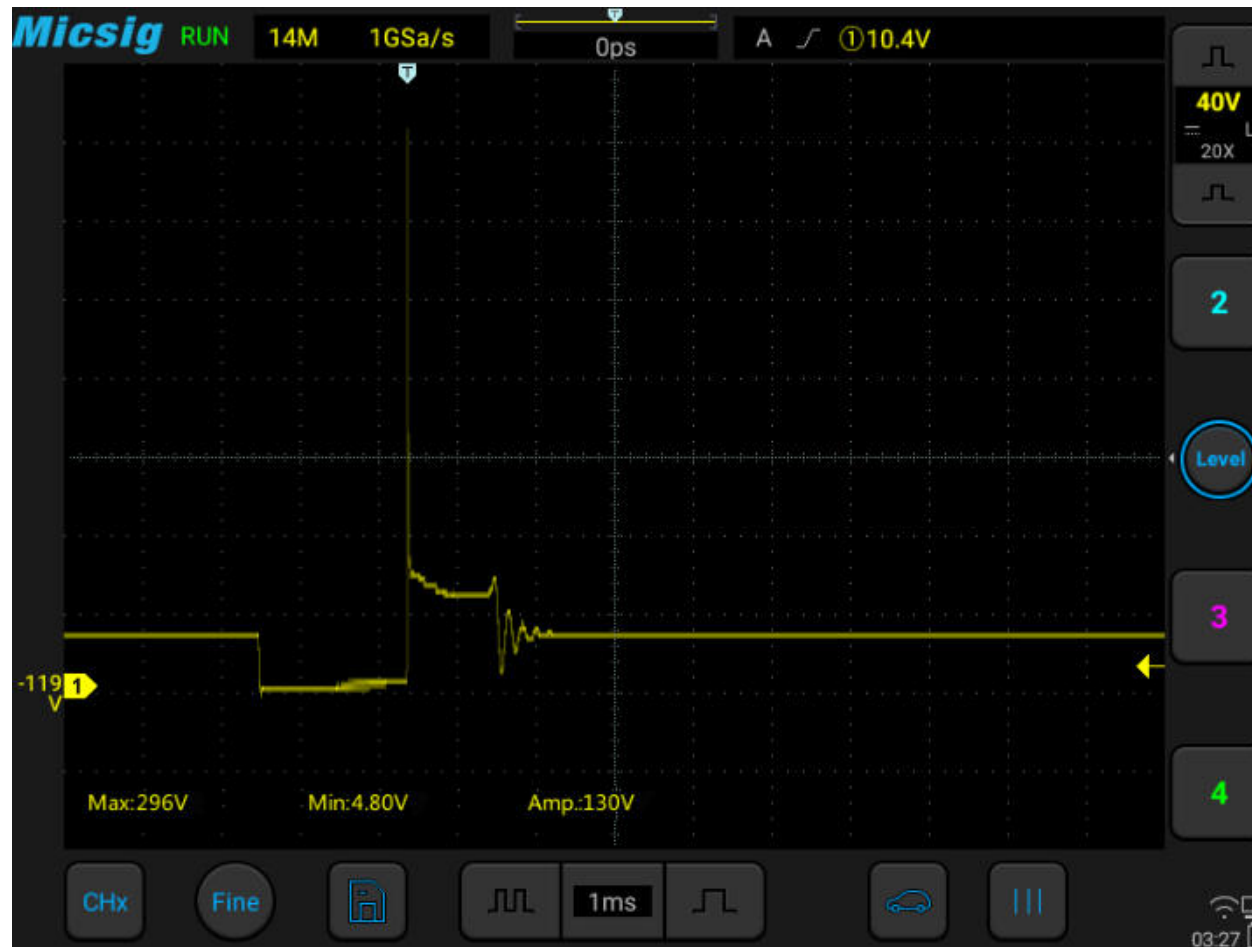 Micsig RUN 14M 1GSa/s 0ps A ①10.4V
T
T
40V
20X
2
Level
3
-119 1
V
4
Max:296V Min:4.80V Amp.:130V
CHx Fine 1ms
03:27